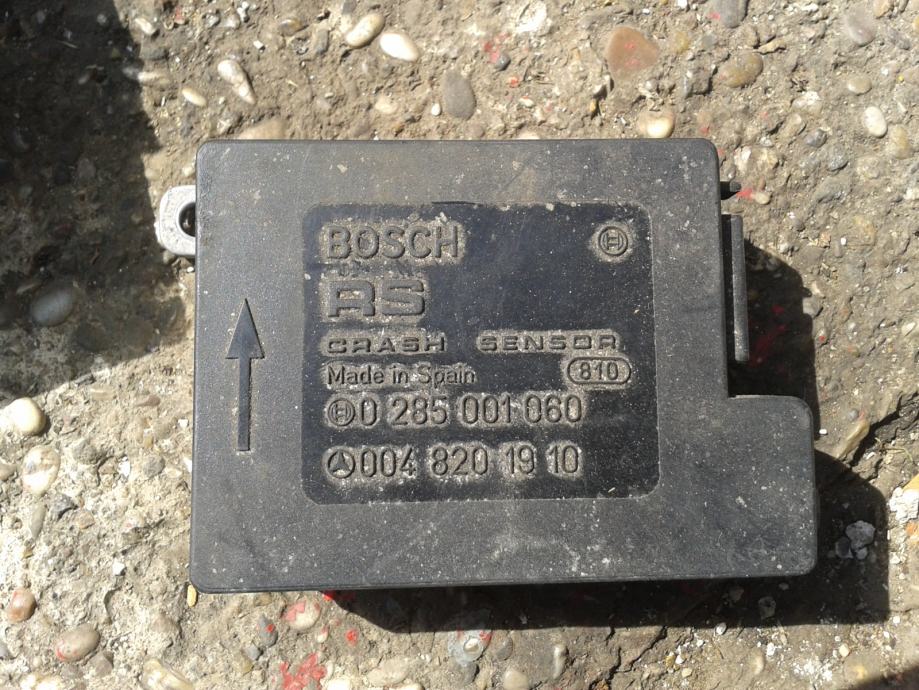 BOSCH
RS
CRASH SENSOR
Made in Spain 810
0 285 001 060
004 820 19 10